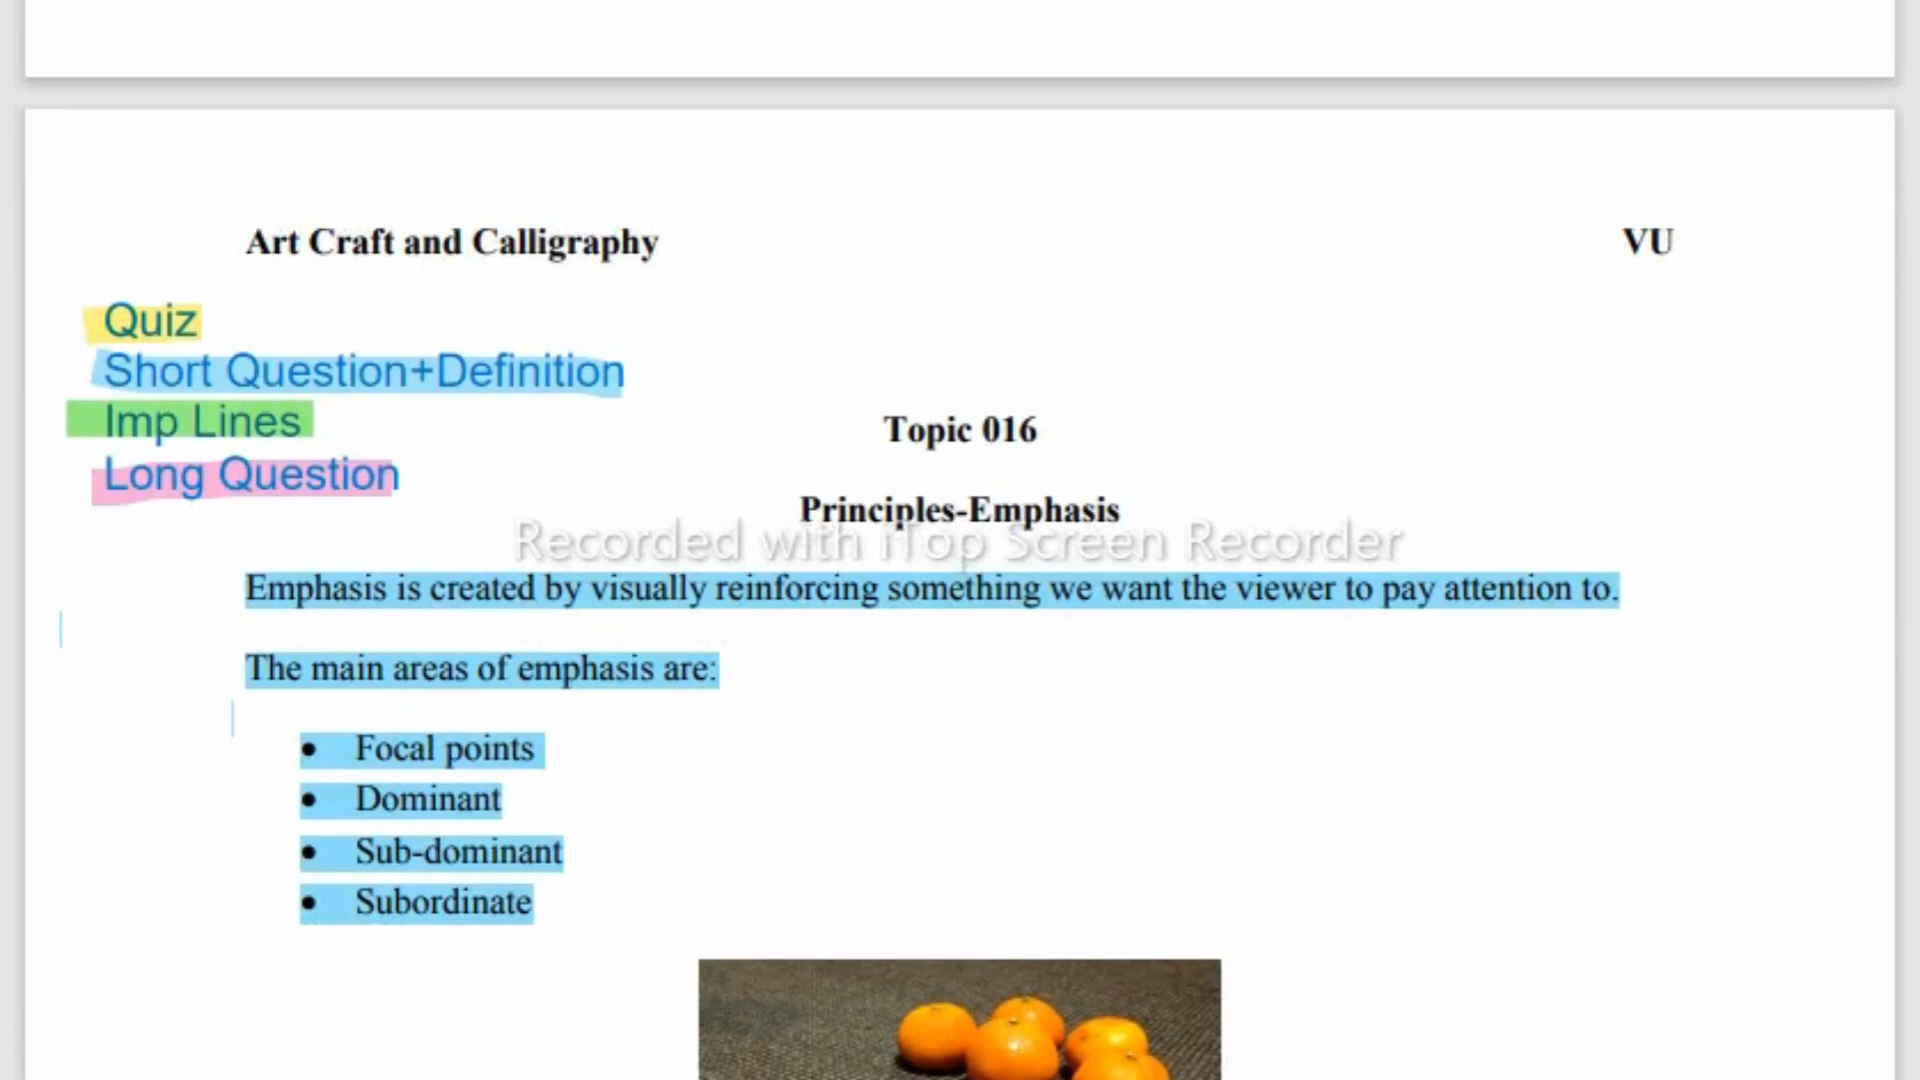 Art Craft and Calligraphy VU
Quiz
Short Question+Definition
Imp Lines
Long Question
Topic 016
Principles-Emphasis
Recorded with iTop Screen Recorder
Emphasis is created by visually reinforcing something we want the viewer to pay attention to.
The main areas of emphasis are:
• Focal points
• Dominant
• Sub-dominant
• Subordinate